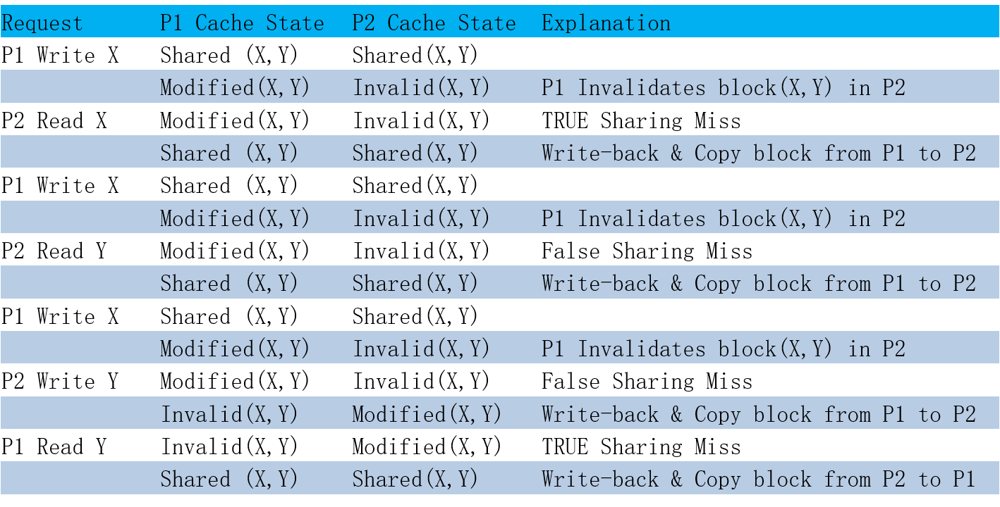 Request P1 Cache State P2 Cache State Explanation
P1 Write X Shared (X,Y) Shared(X,Y)
Modified(X,Y) Invalid(X,Y) P1 Invalidates block(X,Y) in P2
P2 Read X Modified(X,Y) Invalid(X,Y) TRUE Sharing Miss
Shared (X,Y) Shared(X,Y) Write-back & Copy block from P1 to P2
P1 Write X Shared (X,Y) Shared(X,Y)
Modified(X,Y) Invalid(X,Y) P1 Invalidates block(X,Y) in P2
P2 Read Y Modified(X,Y) Invalid(X,Y) False Sharing Miss
Shared (X,Y) Shared(X,Y) Write-back & Copy block from P1 to P2
P1 Write X Shared (X,Y) Shared(X,Y)
Modified(X,Y) Invalid(X,Y) P1 Invalidates block(X,Y) in P2
P2 Write Y Modified(X,Y) Invalid(X,Y) False Sharing Miss
Invalid(X,Y) Modified(X,Y) Write-back & Copy block from P1 to P2
P1 Read Y Invalid(X,Y) Modified(X,Y) TRUE Sharing Miss
Shared (X,Y) Shared(X,Y) Write-back & Copy block from P2 to P1